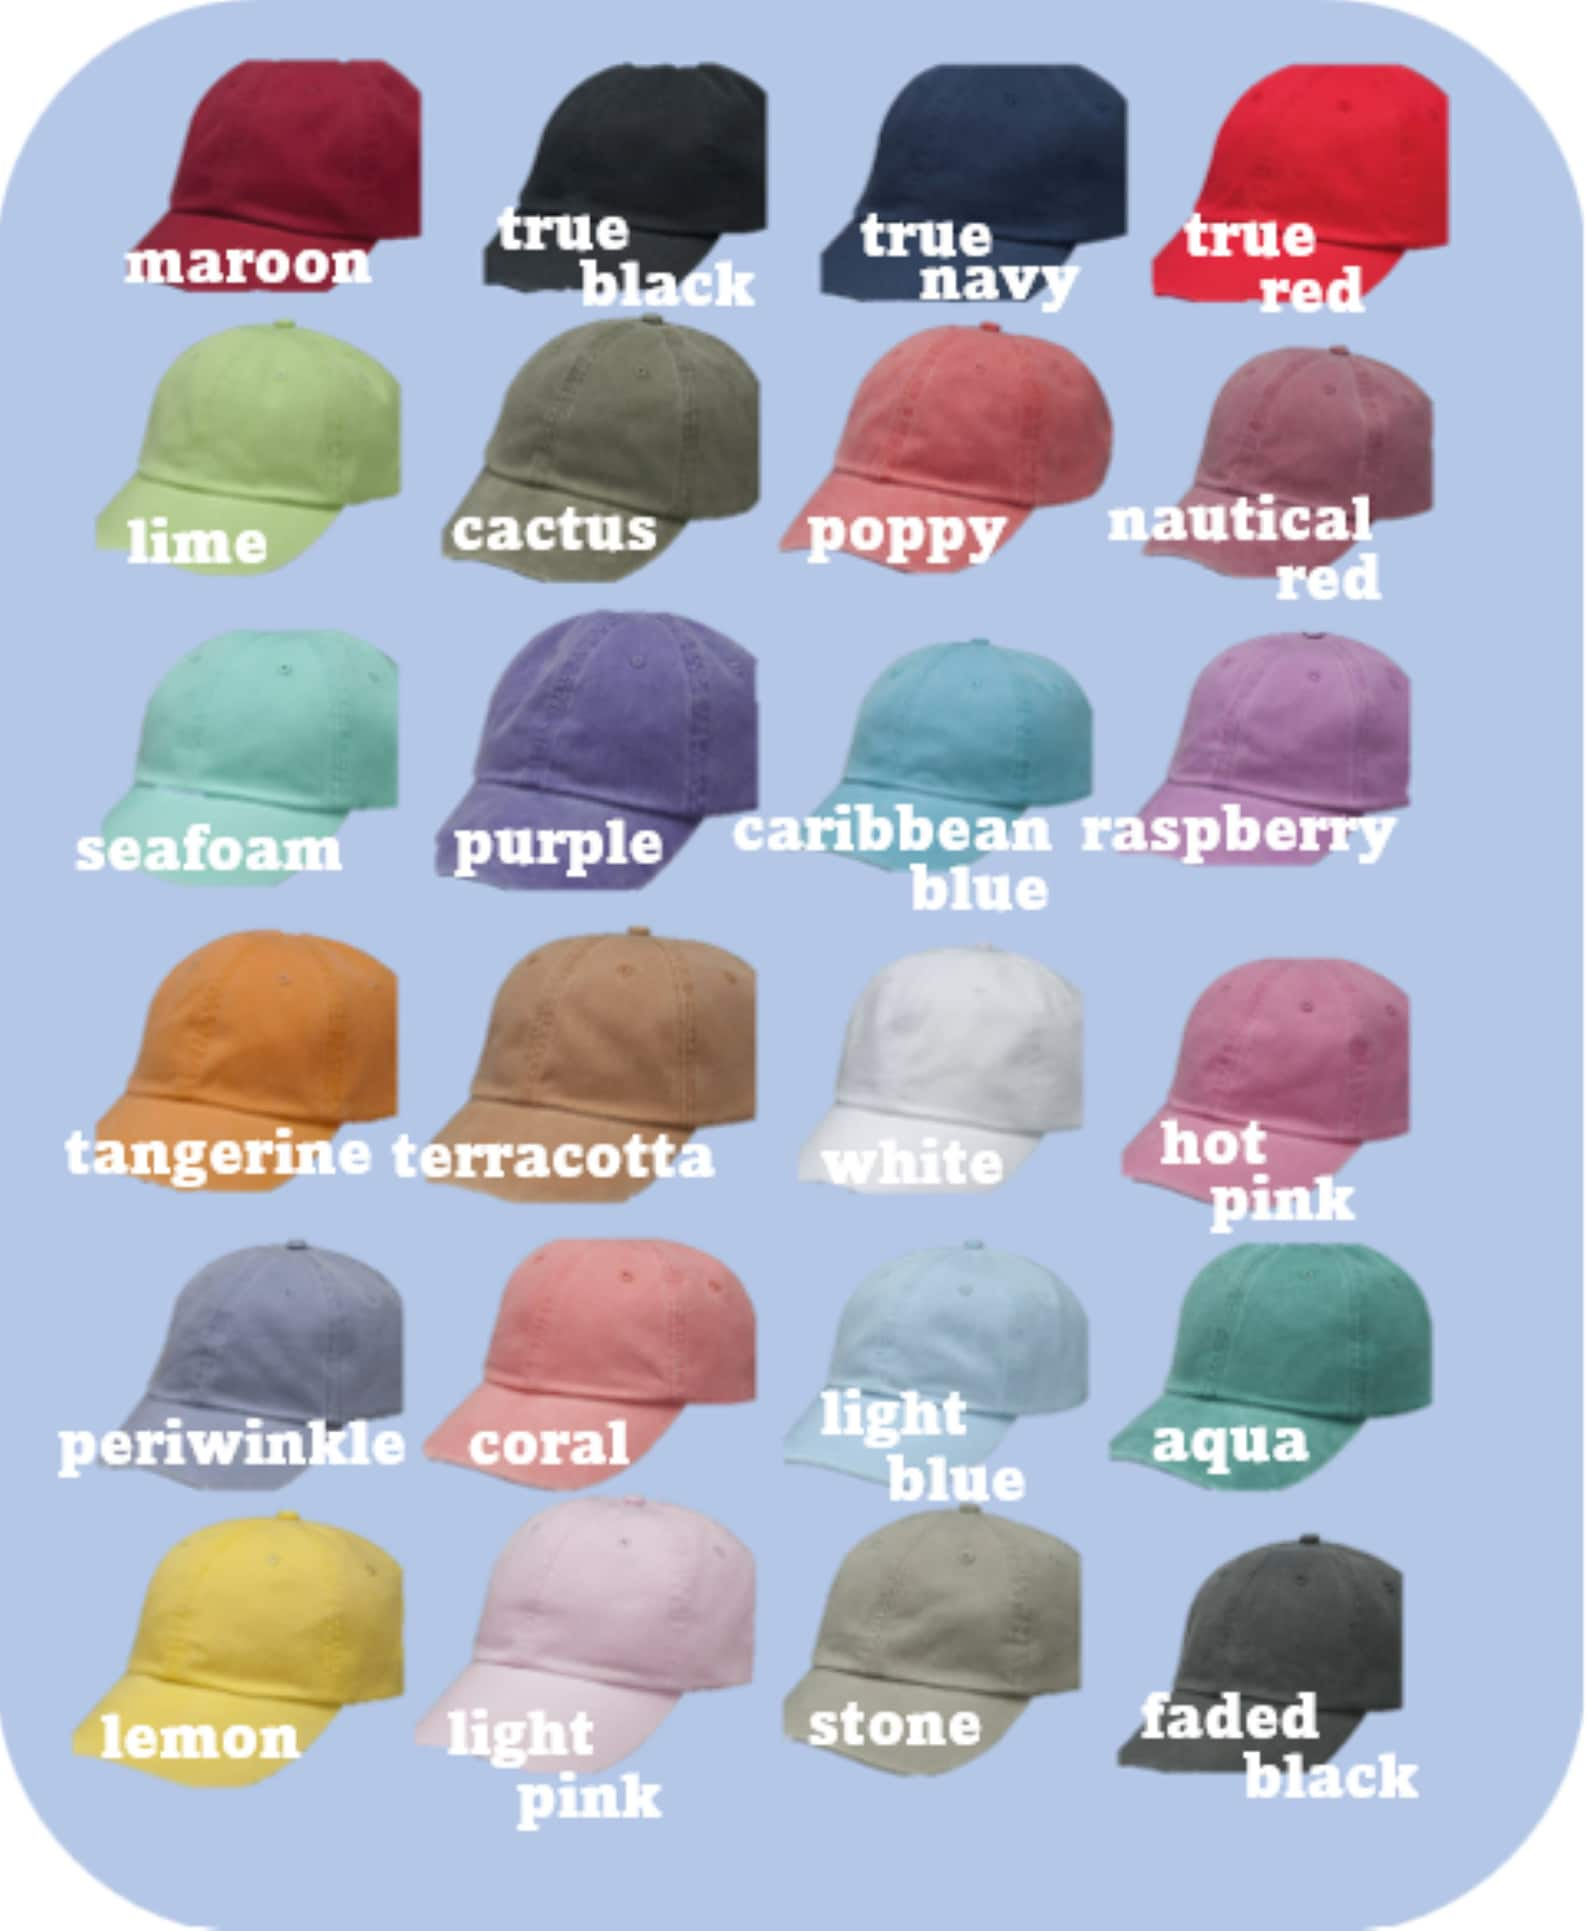 maroon
true
black
true
navy
true
red
lime
cactus
poppy
nautical
red
seafoam
purple
caribbean
blue
raspberry
tangerine
terracotta
white
hot
pink
periwinkle
coral
light
blue
aqua
lemon
light
pink
stone
faded
black